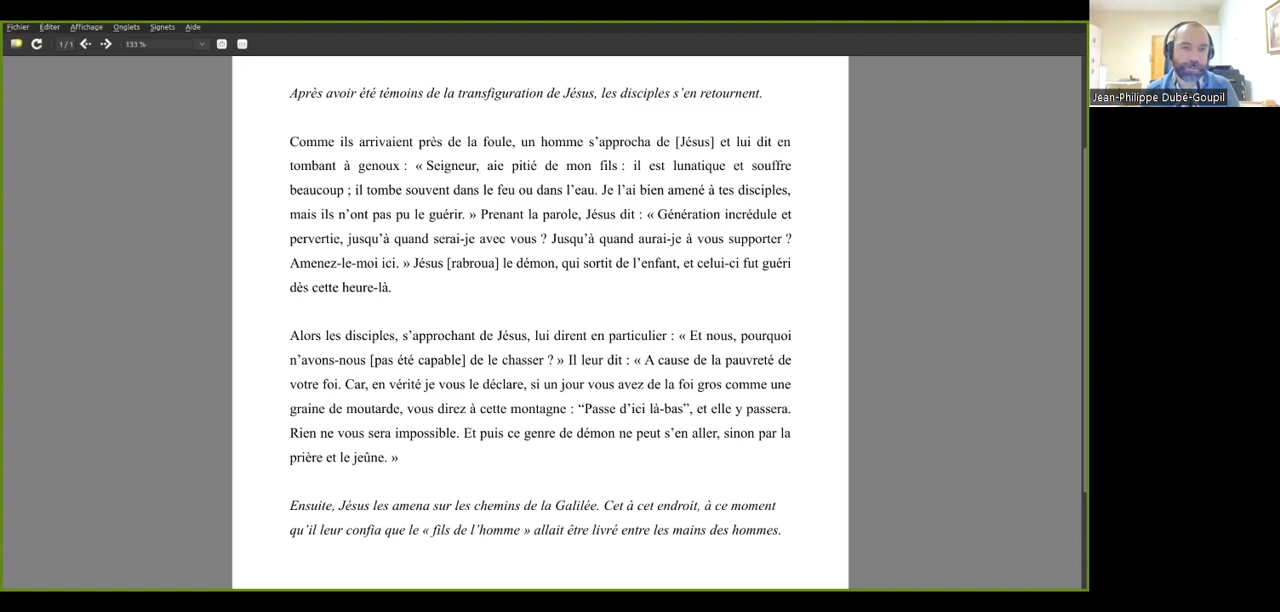 Fichier Éditer Affichage Onglets Signets Aide
1 / 1 133 %
Jean-Philippe Dubé-Goupil
Après avoir été témoins de la transfiguration de Jésus, les disciples s’en retournent.
Comme ils arrivaient près de la foule, un homme s’approcha de [Jésus] et lui dit en
tombant à genoux : « Seigneur, aie pitié de mon fils : il est lunatique et souffre
beaucoup ; il tombe souvent dans le feu ou dans l’eau. Je l’ai bien amené à tes disciples,
mais ils n’ont pas pu le guérir. » Prenant la parole, Jésus dit : « Génération incrédule et
pervertie, jusqu’à quand serai-je avec vous ? Jusqu’à quand aurai-je à vous supporter ?
Amenez-le-moi ici. » Jésus [rabroua] le démon, qui sortit de l’enfant, et celui-ci fut guéri
dès cette heure-là.
Alors les disciples, s’approchant de Jésus, lui dirent en particulier : « Et nous, pourquoi
n’avons-nous [pas été capable] de le chasser ? » Il leur dit : « A cause de la pauvreté de
votre foi. Car, en vérité je vous le déclare, si un jour vous avez de la foi gros comme une
graine de moutarde, vous direz à cette montagne : “Passe d’ici là-bas”, et elle y passera.
Rien ne vous sera impossible. Et puis ce genre de démon ne peut s’en aller, sinon par la
prière et le jeûne. »
Ensuite, Jésus les amena sur les chemins de la Galilée. Cet à cet endroit, à ce moment
qu’il leur confia que le « fils de l’homme » allait être livré entre les mains des hommes.